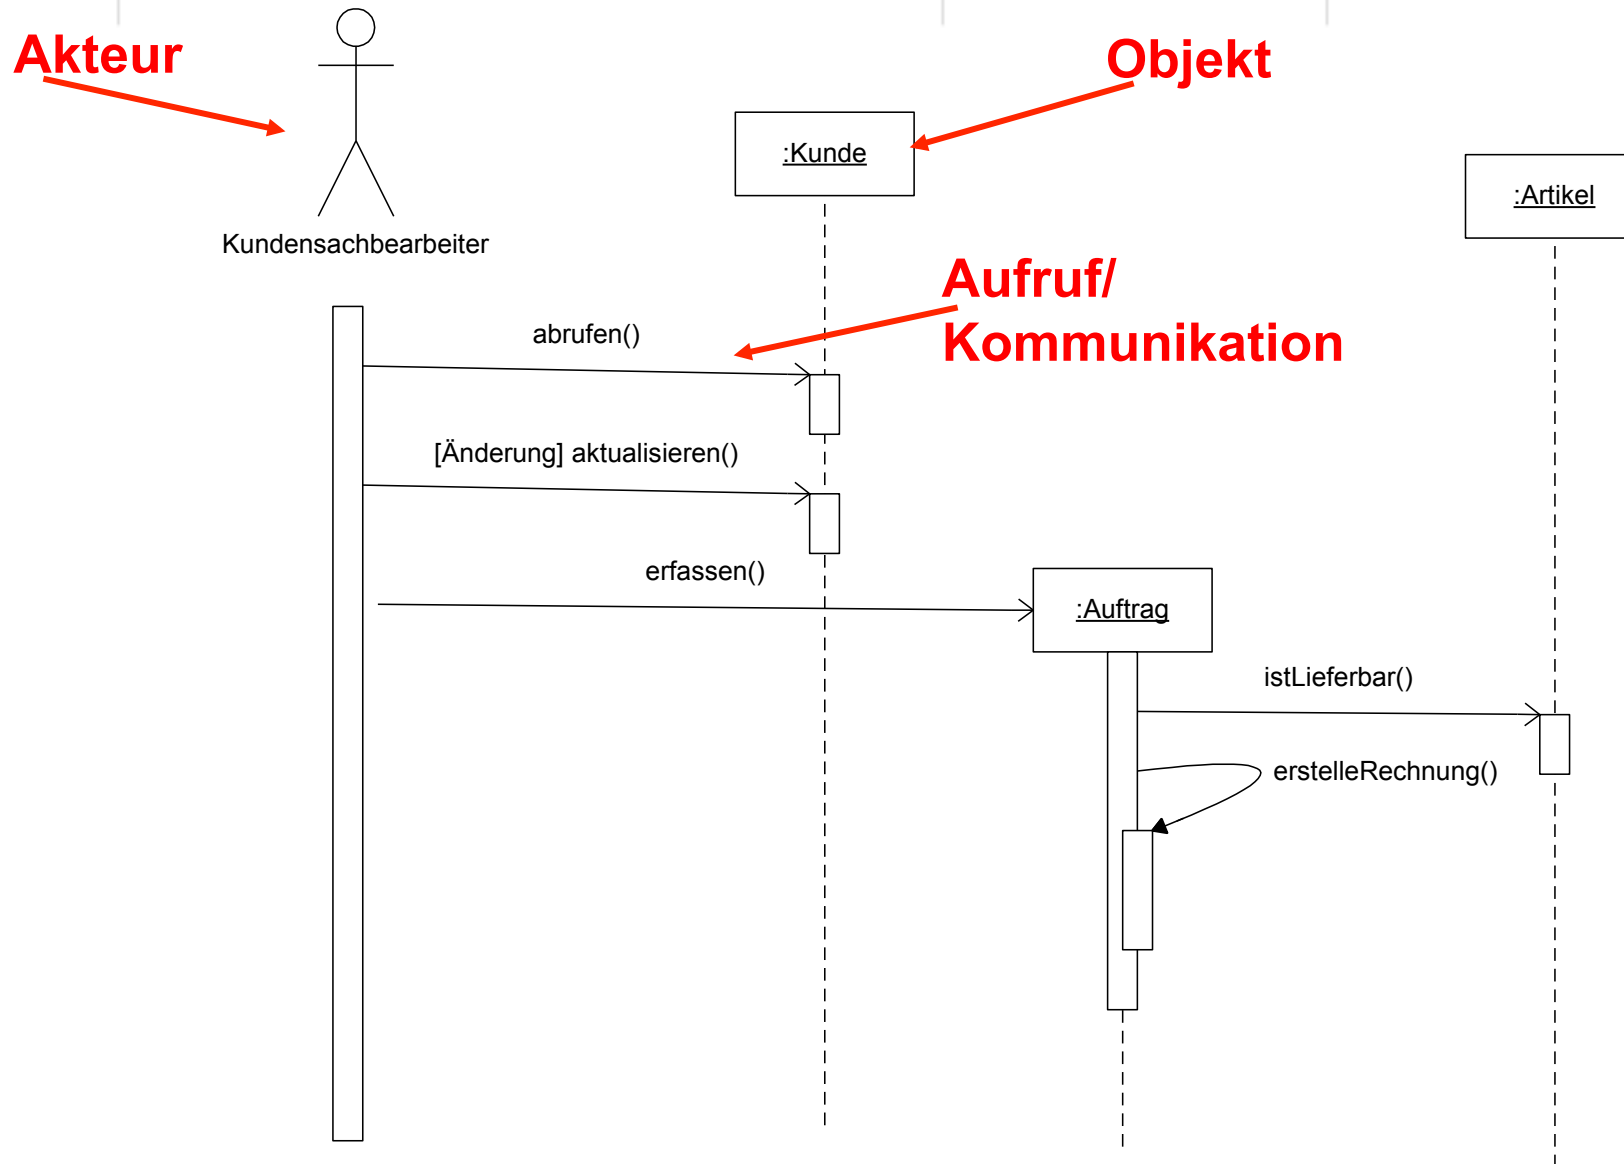 Akteur
Objekt
:Kunde
:Artikel
Kundensachbearbeiter
Aufruf/
Kommunikation
abrufen()
[Änderung] aktualisieren()
erfassen()
:Auftrag
istLieferbar()
erstelleRechnung()